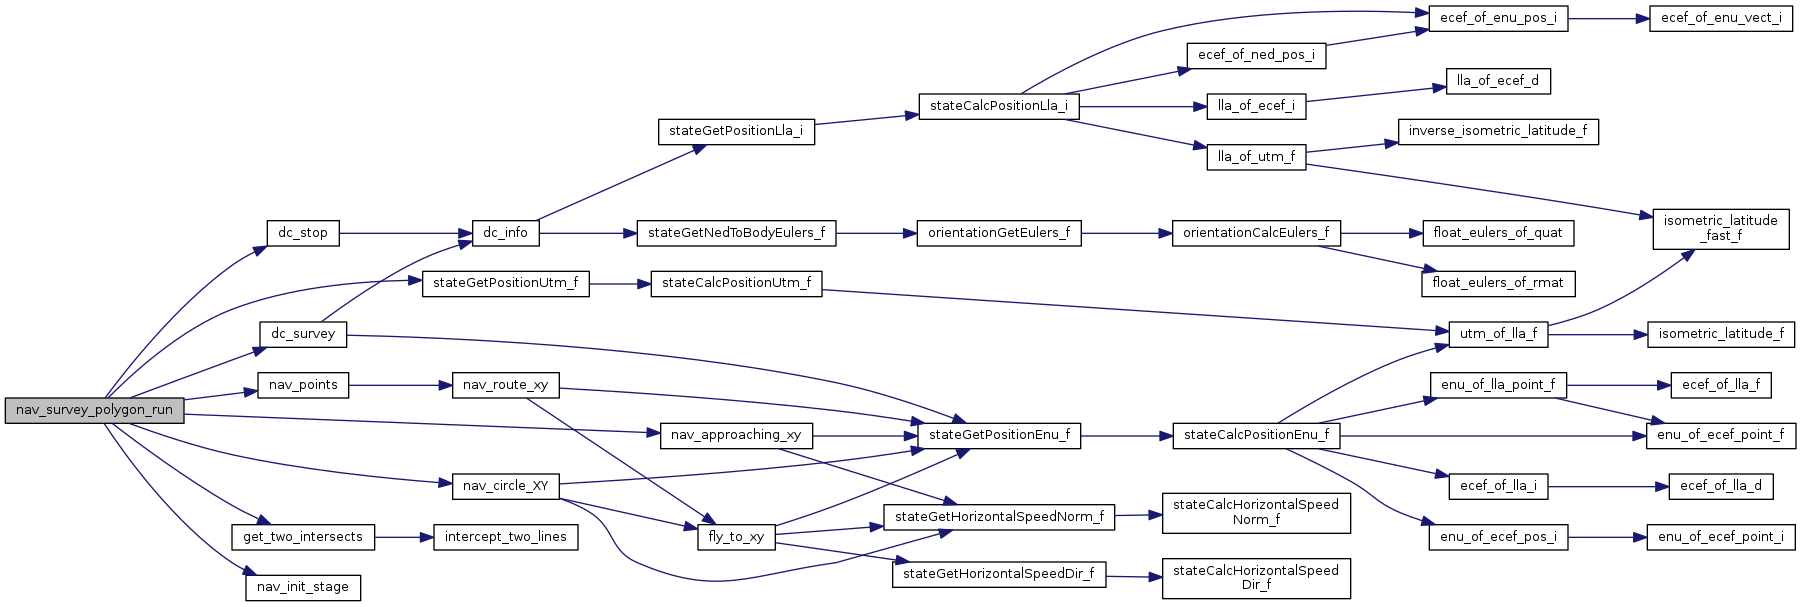 ecef_of_enu_pos_i
ecef_of_enu_vect_i
ecef_of_ned_pos_i
lla_of_ecef_d
stateCalcPositionLla_i
lla_of_ecef_i
stateGetPositionLla_i
inverse_isometric_latitude_f
lla_of_utm_f
isometric_latitude
_fast_f
dc_stop
dc_info
stateGetNedToBodyEulers_f
orientationGetEulers_f
orientationCalcEulers_f
float_eulers_of_quat
stateGetPositionUtm_f
stateCalcPositionUtm_f
float_eulers_of_rmat
dc_survey
utm_of_lla_f
isometric_latitude_f
nav_points
nav_route_xy
enu_of_lla_point_f
ecef_of_lla_f
nav_survey_polygon_run
nav_approaching_xy
stateGetPositionEnu_f
stateCalcPositionEnu_f
enu_of_ecef_point_f
nav_circle_XY
ecef_of_lla_i
ecef_of_lla_d
stateGetHorizontalSpeedNorm_f
stateCalcHorizontalSpeed
Norm_f
get_two_intersects
intercept_two_lines
fly_to_xy
enu_of_ecef_pos_i
enu_of_ecef_point_i
stateGetHorizontalSpeedDir_f
stateCalcHorizontalSpeed
Dir_f
nav_init_stage